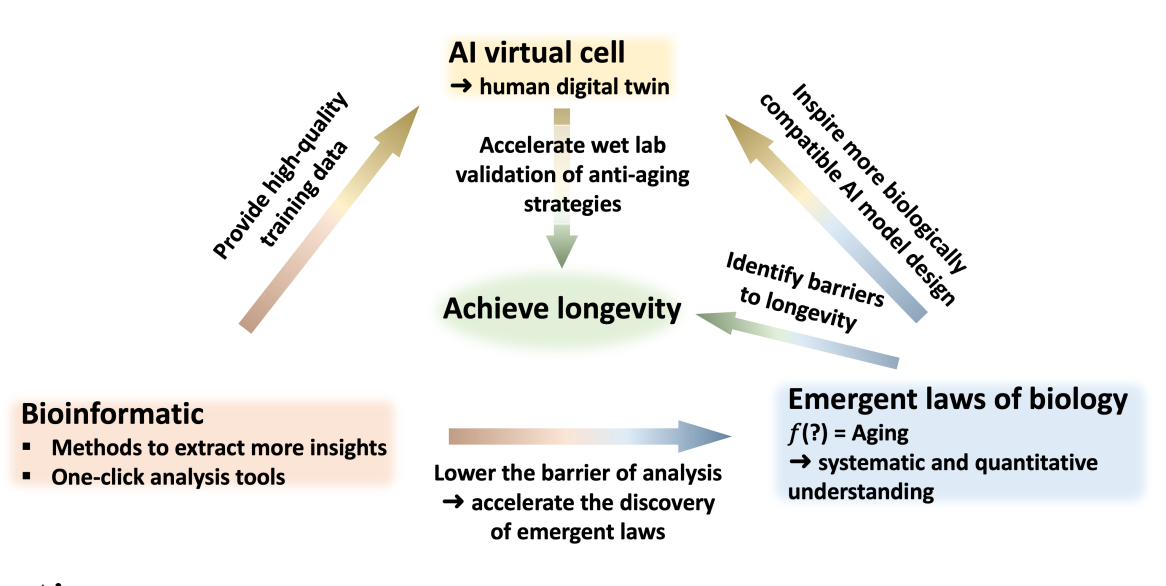 AI virtual cell
➔ human digital twin
Provide high-quality
training data
Accelerate wet lab
validation of anti-aging
strategies
Inspire more biologically
compatible AI model design
Identify barriers
to longevity
Achieve longevity
Bioinformatic
▪ Methods to extract more insights
▪ One-click analysis tools
Lower the barrier of analysis
➔ accelerate the discovery
of emergent laws
Emergent laws of biology
f(?) = Aging
➔ systematic and quantitative
understanding